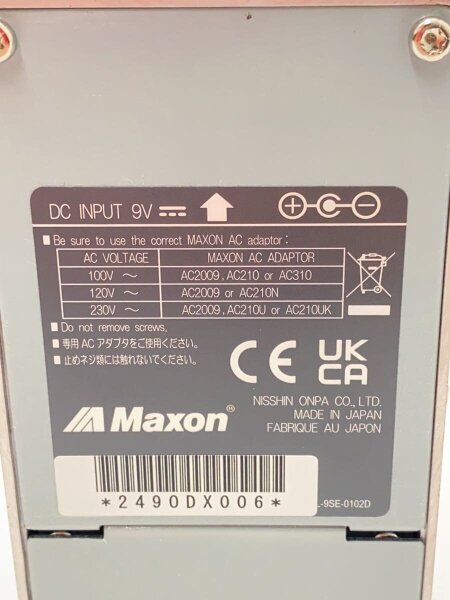 DC INPUT 9V
■ Be sure to use the correct MAXON AC adaptor :
AC VOLTAGE MAXON AC ADAPTOR
100V ～ AC2009, AC210 or AC310
120V ～ AC2009 or AC210N
230V ～ AC2009, AC210U or AC210UK
■ Do not remove screws.
■ 専用 AC アダプタをご使用ください。
■ 止めネジ類には触れないでください。
CE UK
CA
Maxon®
NISSHIN ONPA CO., LTD.
MADE IN JAPAN
FABRIQUE AU JAPON
*2490DX006*
L-9SE-0102D